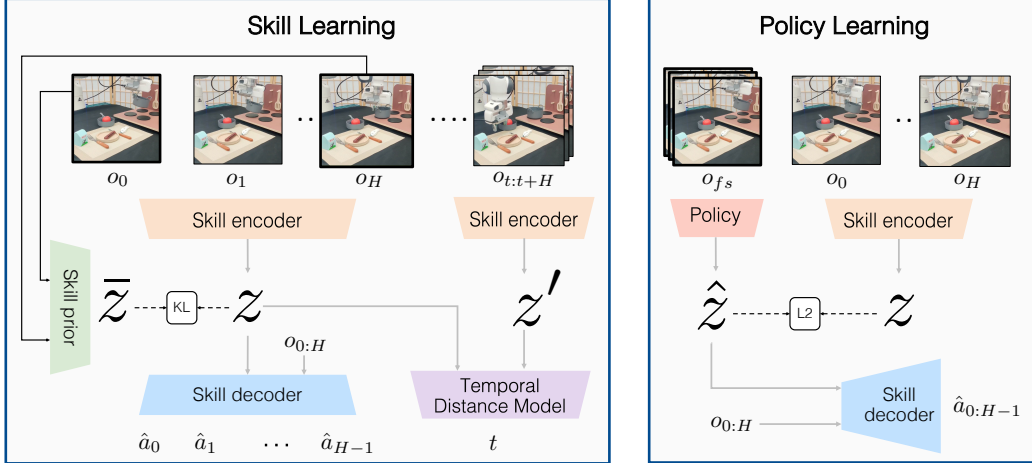 Skill Learning
o_0
o_1
..
o_H
....
o_{t:t+H}
Skill encoder
Skill encoder
Skill prior
z̄
KL
z
z′
o_{0:H}
Skill decoder
Temporal
Distance Model
â_0
â_1
...
â_{H−1}
t
Policy Learning
o_{fs}
o_0
..
o_H
Policy
Skill encoder
ẑ
L2
z
o_{0:H}
Skill
decoder
â_{0:H−1}